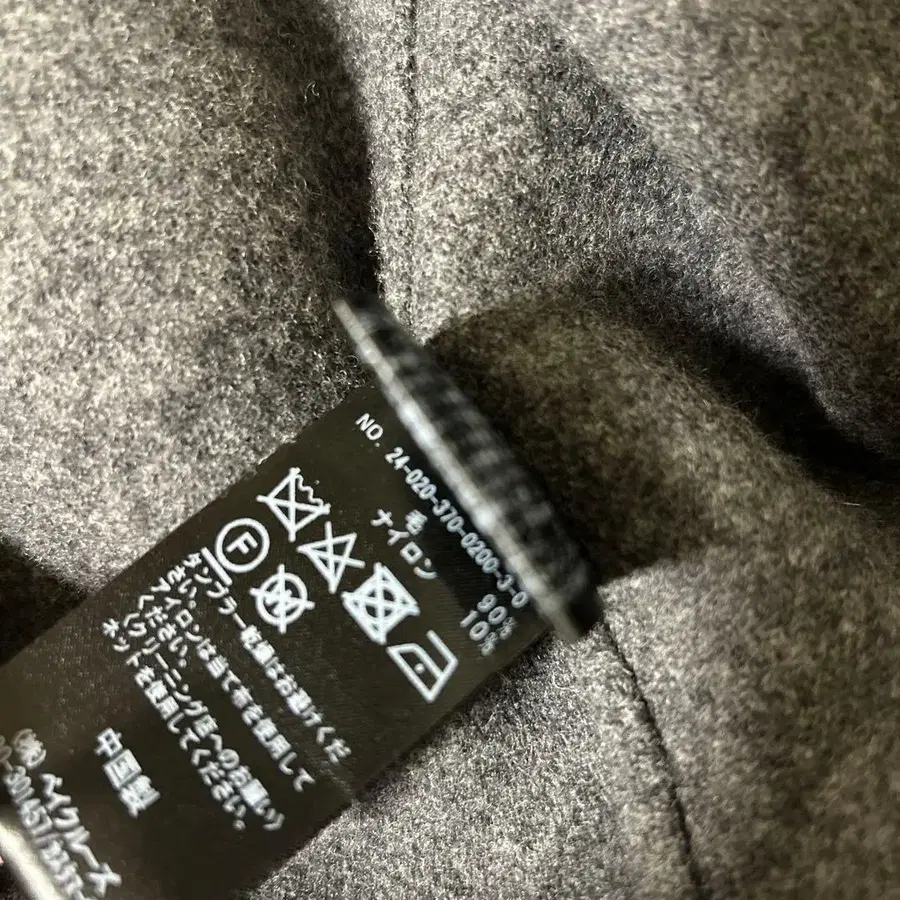 NO. 24-020-370-0200-3-0
毛 90%
ナイロン 10%
F
タンブラー乾燥はお避けくだ
さい。アイロンは当て布を使用して
ください。
〈クリーニング店へのお願い〉
ネットを使用してください。
中国製
(株) ベイクルーズ